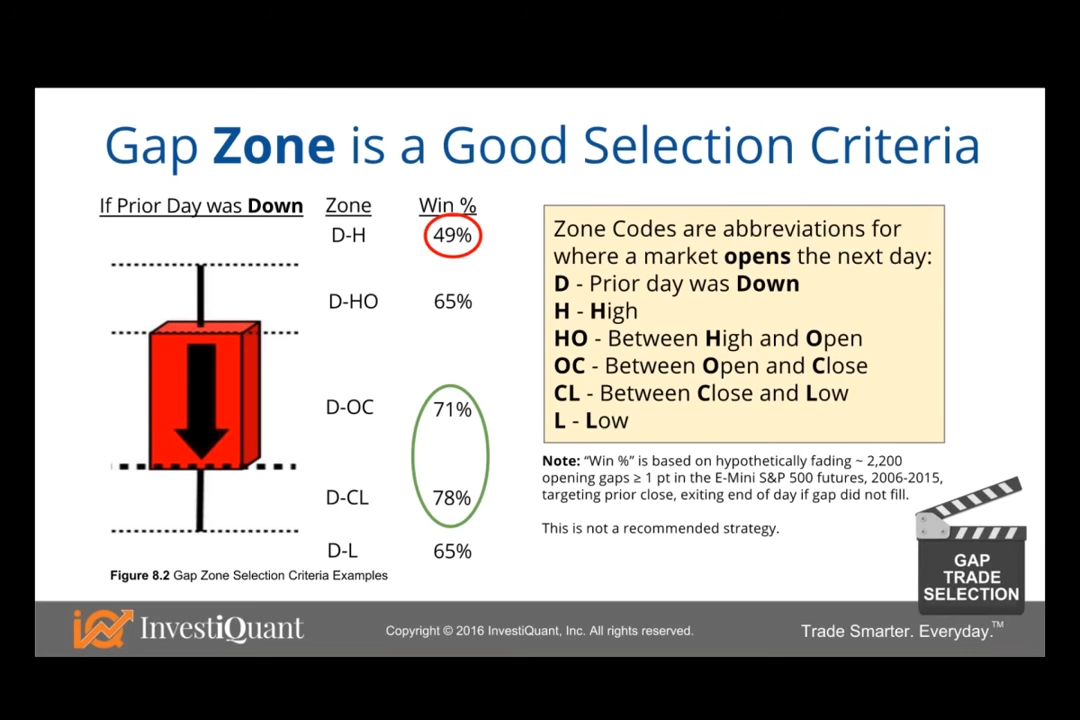 Gap Zone is a Good Selection Criteria
If Prior Day was Down Zone Win %
D-H 49%
D-HO 65%
D-OC 71%
D-CL 78%
D-L 65%
Figure 8.2 Gap Zone Selection Criteria Examples
Zone Codes are abbreviations for
where a market opens the next day:
D - Prior day was Down
H - High
HO - Between High and Open
OC - Between Open and Close
CL - Between Close and Low
L - Low
Note: “Win %” is based on hypothetically fading ~ 2,200
opening gaps ≥ 1 pt in the E-Mini S&P 500 futures, 2006-2015,
targeting prior close, exiting end of day if gap did not fill.
This is not a recommended strategy.
GAP
TRADE
SELECTION
iQ InvestiQuant
Copyright © 2016 InvestiQuant, Inc. All rights reserved.
Trade Smarter. Everyday.™